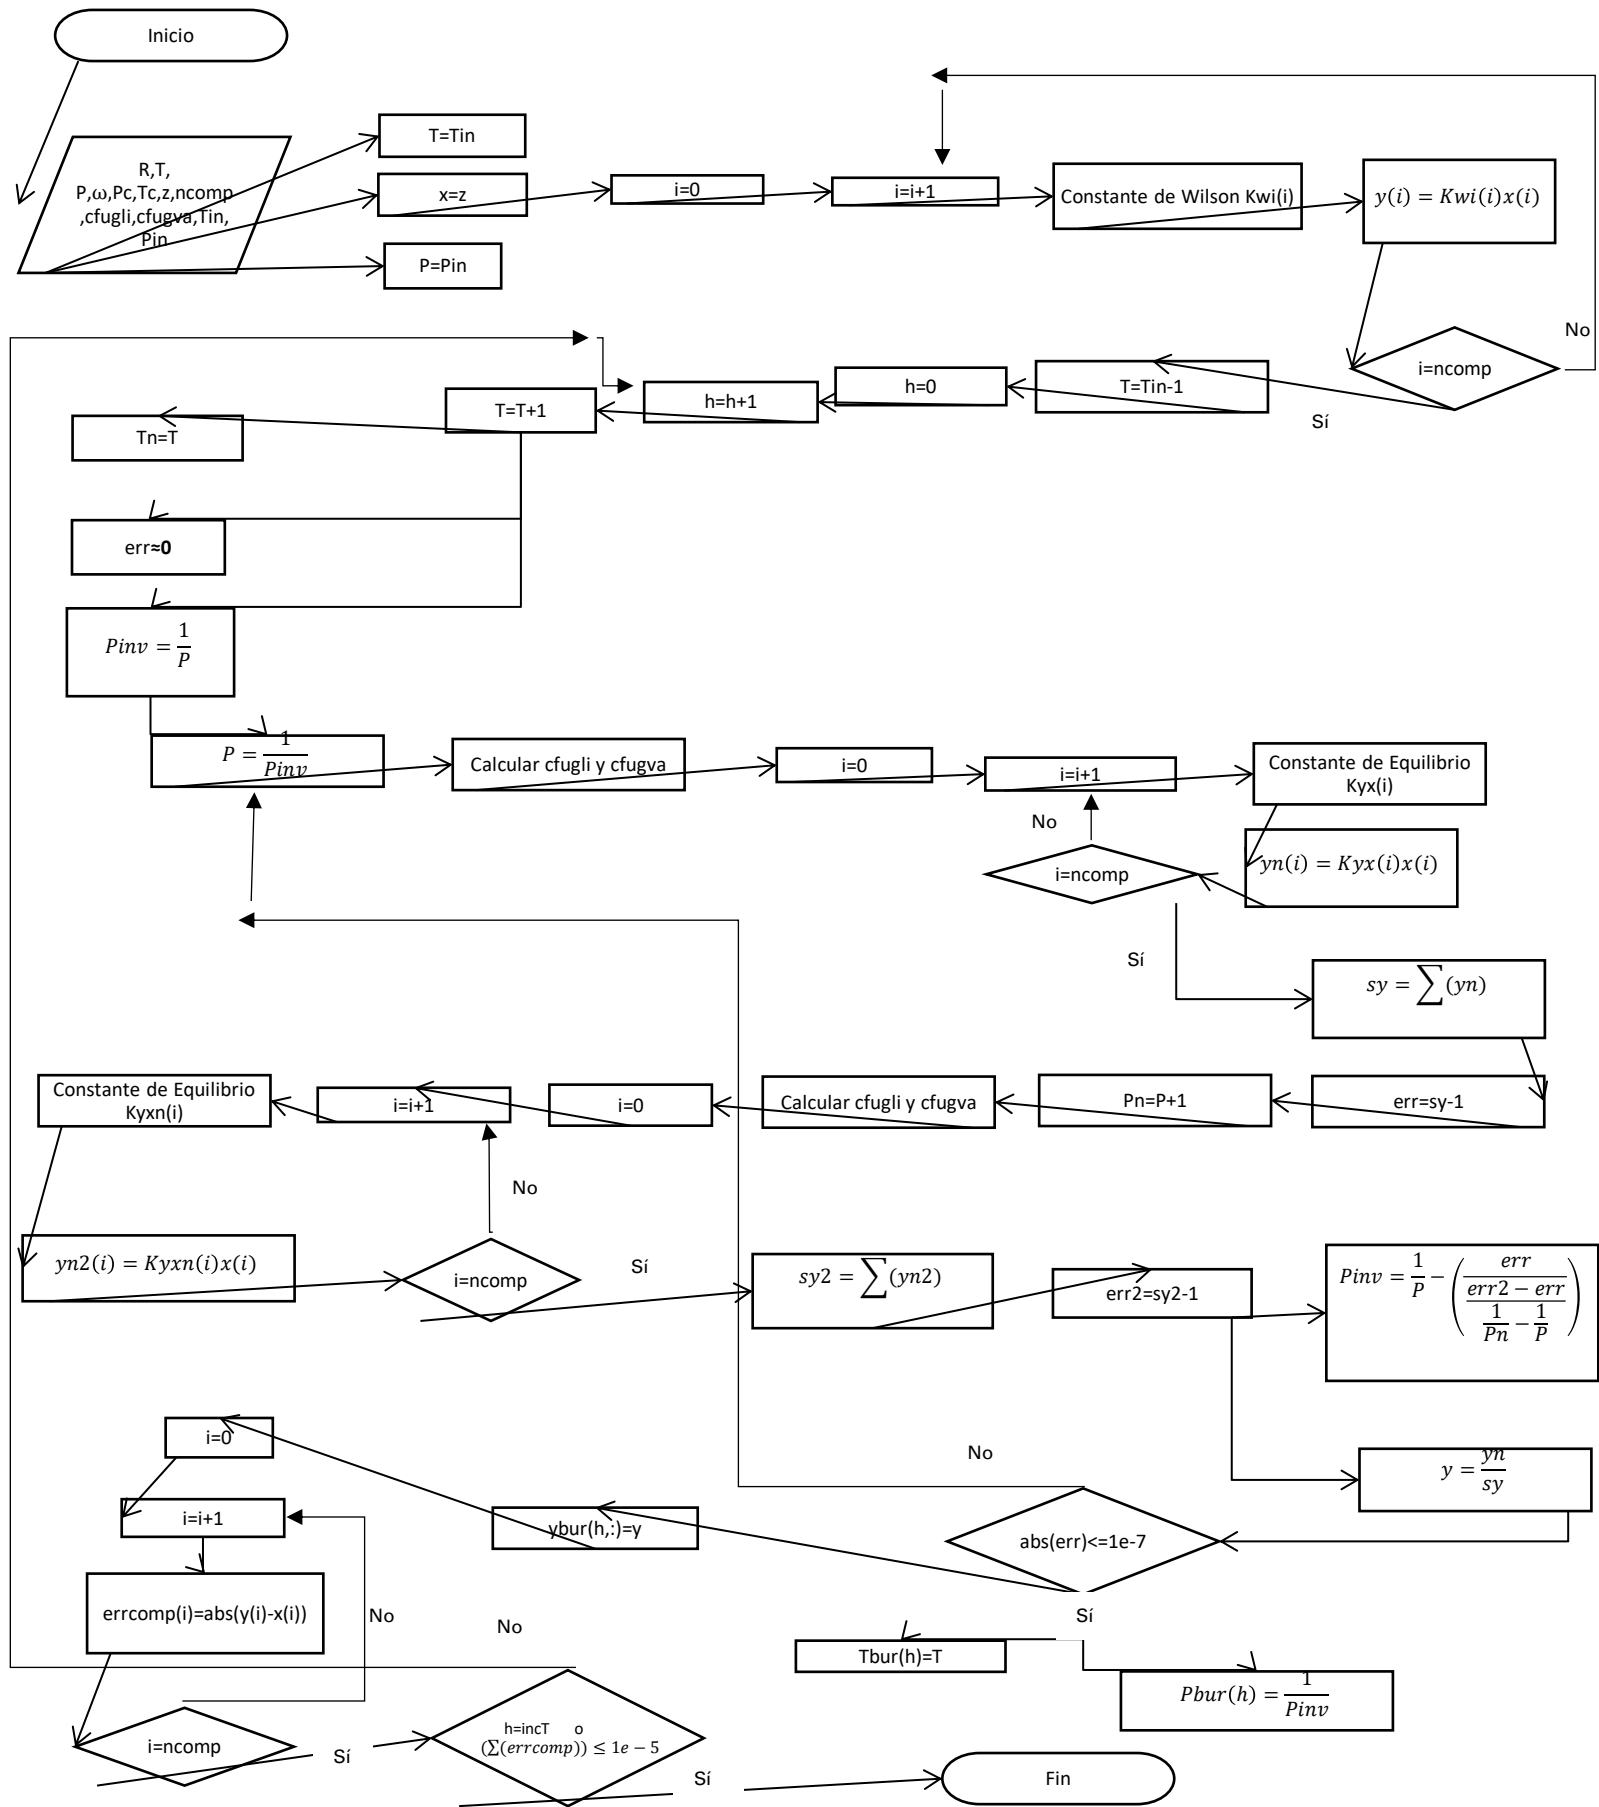 Inicio
R,T,
P,ω,Pc,Tc,z,ncomp
,cfugli,cfugva,Tin,
Pin
T=Tin
x=z
P=Pin
i=0
i=i+1
Constante de Wilson Kwi(i)
y(i) = Kwi(i)x(i)
i=ncomp
No
Sí
T=Tin-1
h=0
h=h+1
T=T+1
Tn=T
err≈0
Pinv = 1/P
P = 1/Pinv
Calcular cfugli y cfugva
i=0
i=i+1
Constante de Equilibrio
Kyx(i)
yn(i) = Kyx(i)x(i)
i=ncomp
No
Sí
sy = ∑(yn)
err=sy-1
Pn=P+1
Calcular cfugli y cfugva
i=0
i=i+1
Constante de Equilibrio
Kyxn(i)
yn2(i) = Kyxn(i)x(i)
i=ncomp
No
Sí
sy2 = ∑(yn2)
err2=sy2-1
Pinv = 1/P − (err/((err2 − err)/(1/Pn − 1/P)))
y = yn/sy
abs(err)<=1e-7
No
Sí
Tbur(h)=T
Pbur(h) = 1/Pinv
ybur(h,:)=y
i=0
i=i+1
errcomp(i)=abs(y(i)-x(i))
i=ncomp
No
Sí
h=incT o
(∑(errcomp)) ≤ 1e − 5
No
Sí
Fin